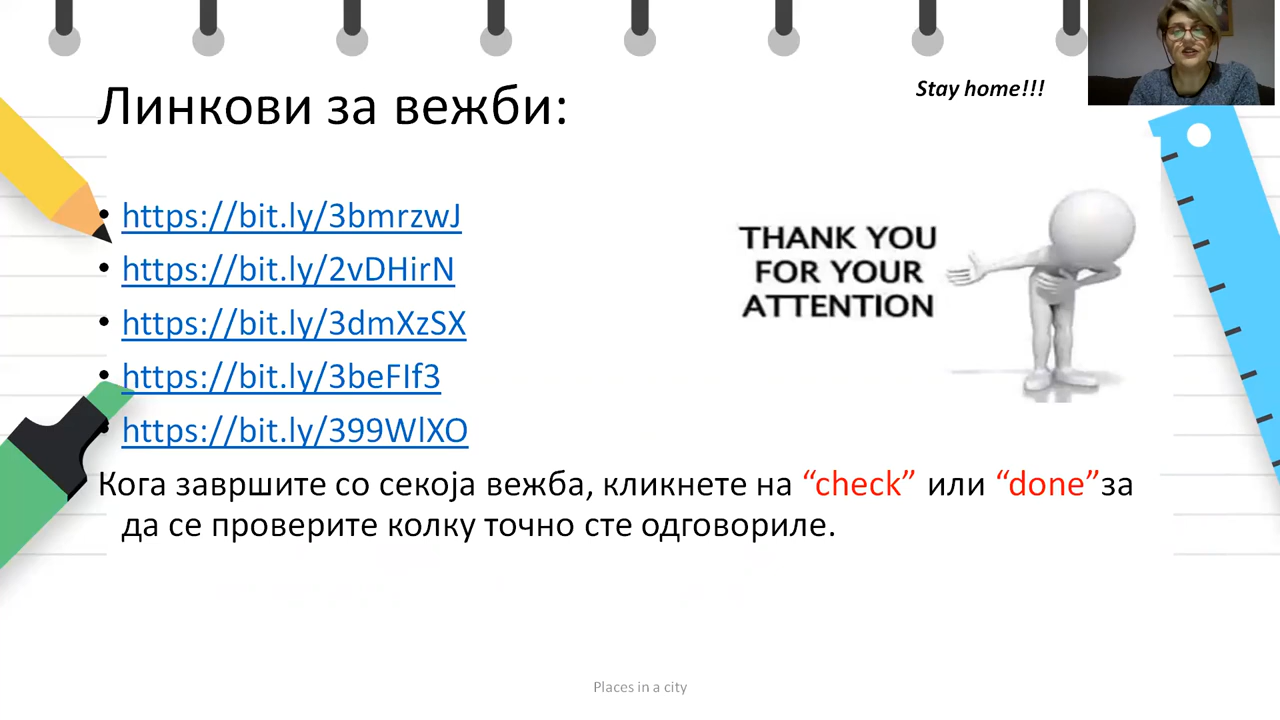 Stay home!!!
Линкови за вежби:
• https://bit.ly/3bmrzwJ
• https://bit.ly/2vDHirN
• https://bit.ly/3dmXzSX
• https://bit.ly/3beFIf3
• https://bit.ly/399WlXO
THANK YOU
FOR YOUR
ATTENTION
Кога завршите со секоја вежба, кликнете на “check” или “done”за
да се проверите колку точно сте одговориле.
Places in a city